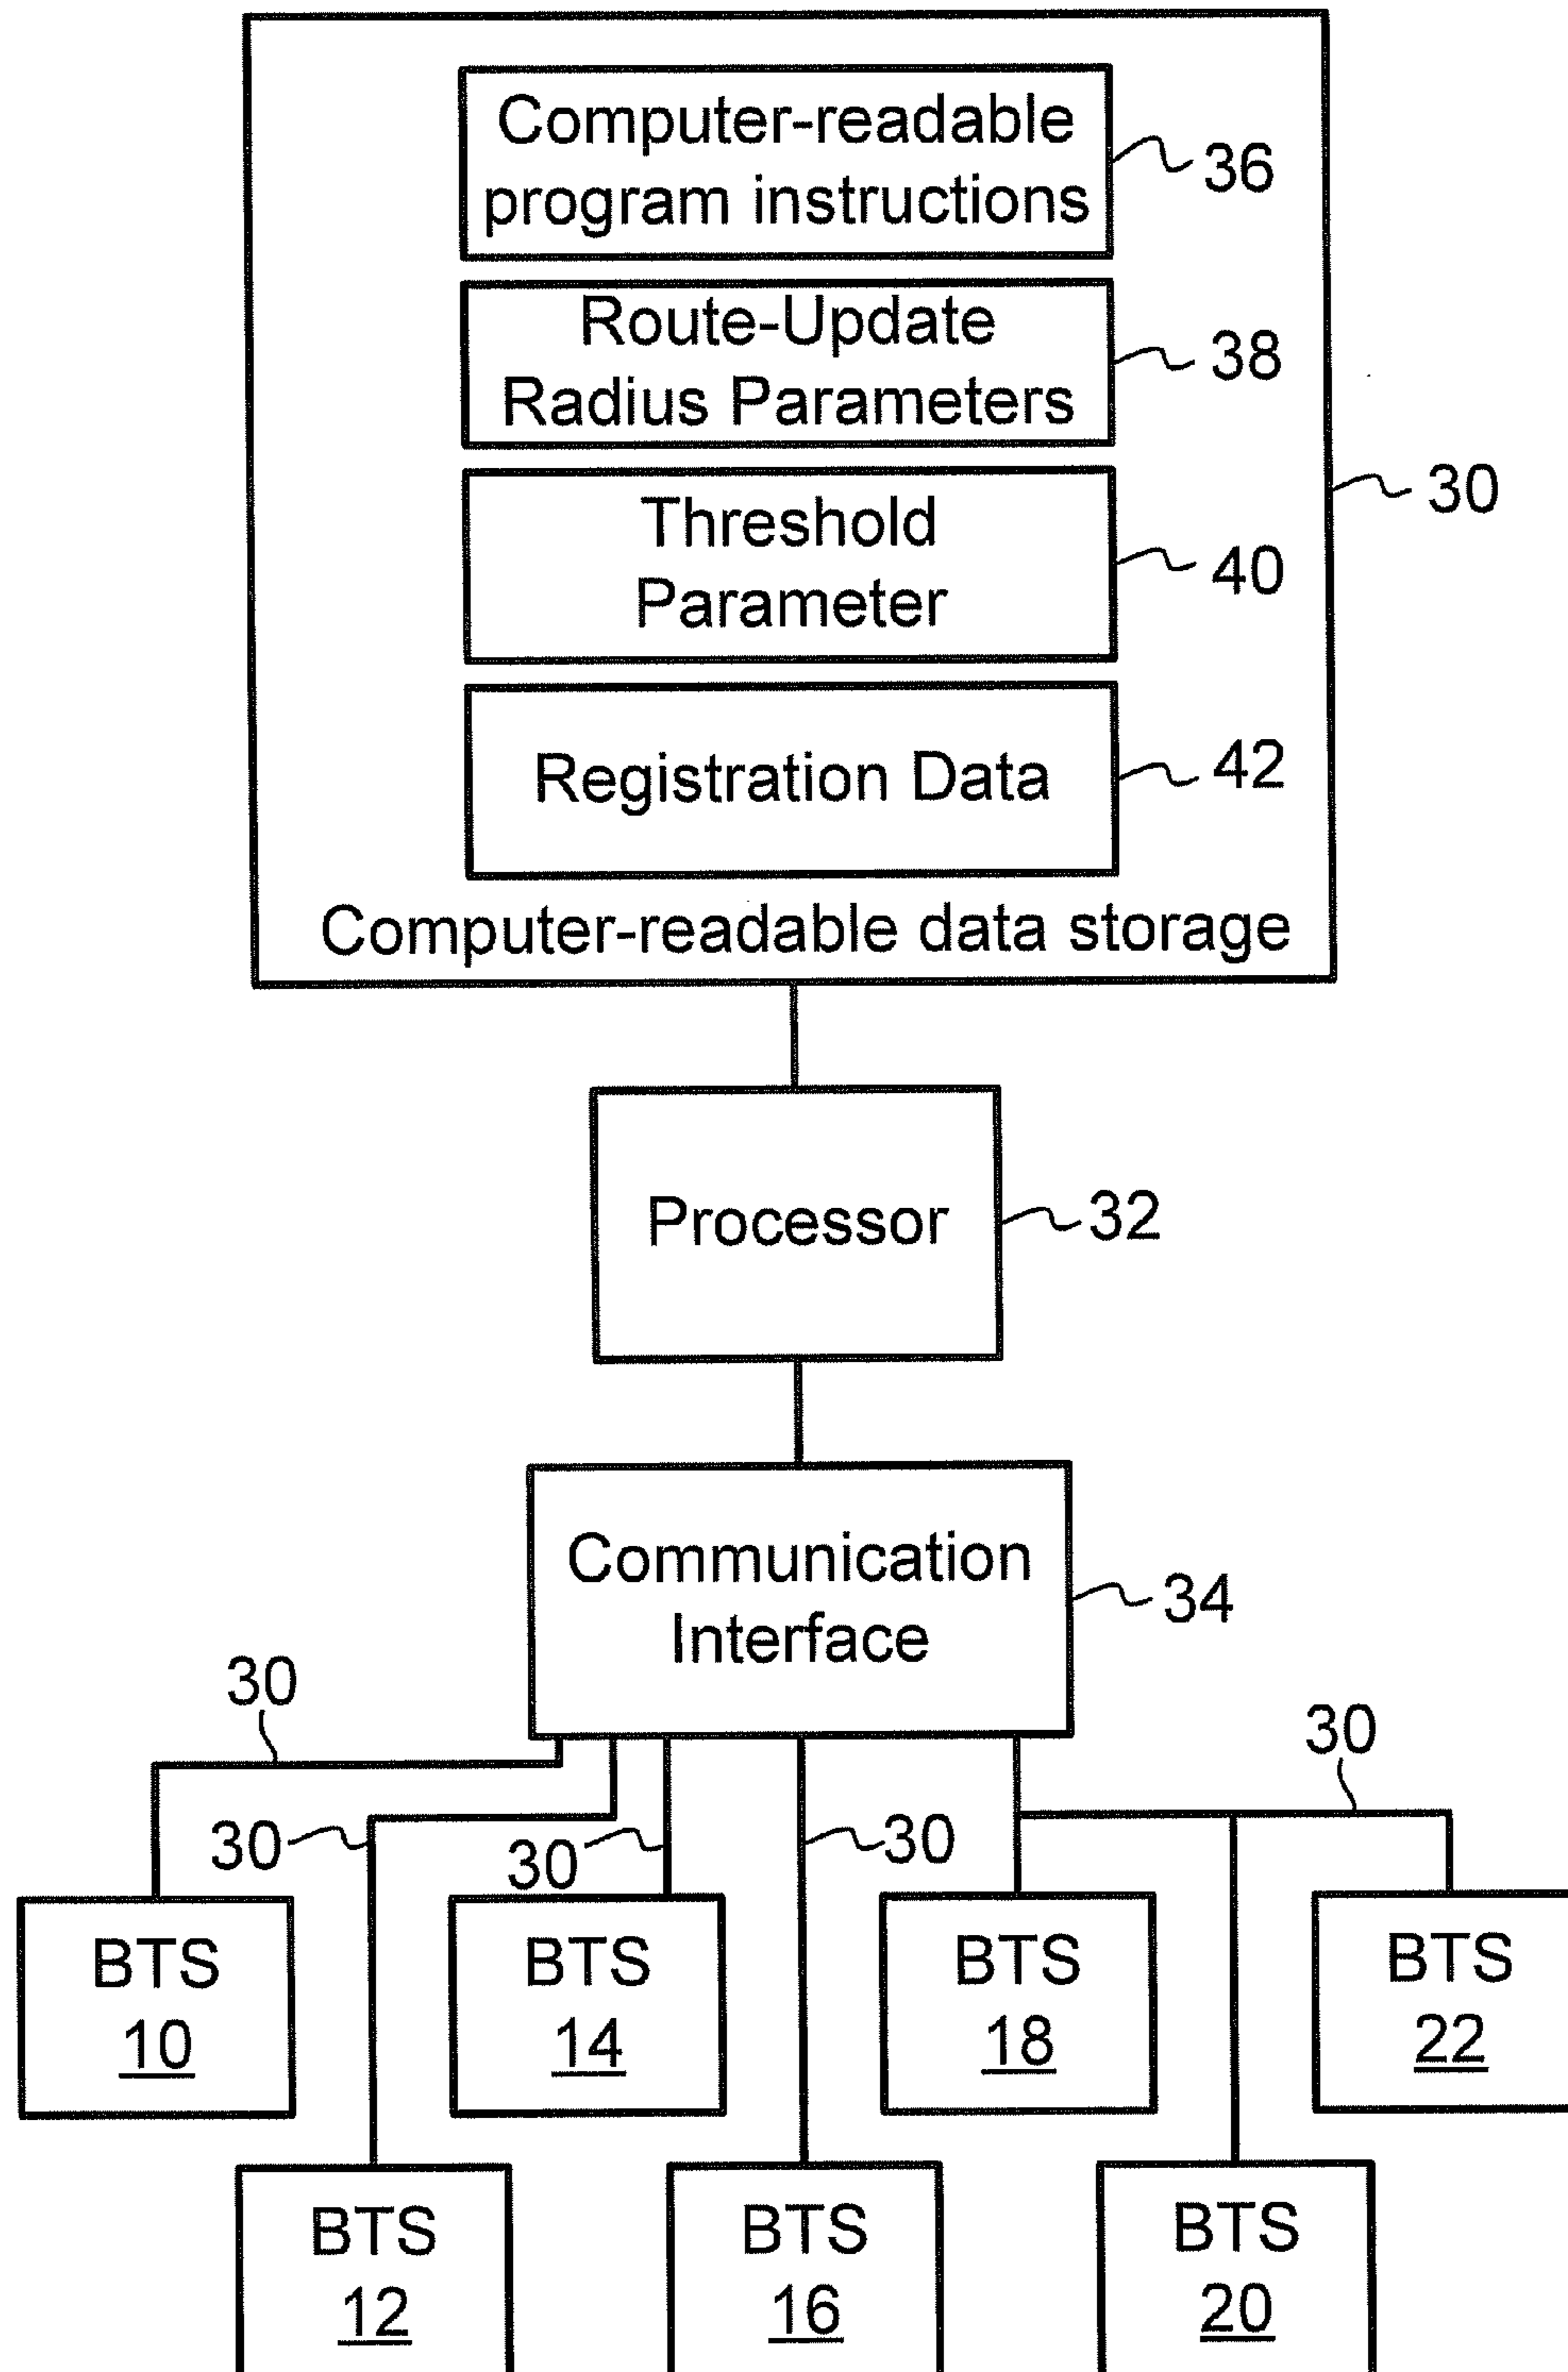 Computer-readable
program instructions
36
Route-Update
Radius Parameters
38
Threshold
Parameter
40
30
Registration Data
42
Computer-readable data storage
Processor
32
Communication
Interface
34
30
30
30
30
30
BTS
10
BTS
14
BTS
18
BTS
22
BTS
12
BTS
16
BTS
20